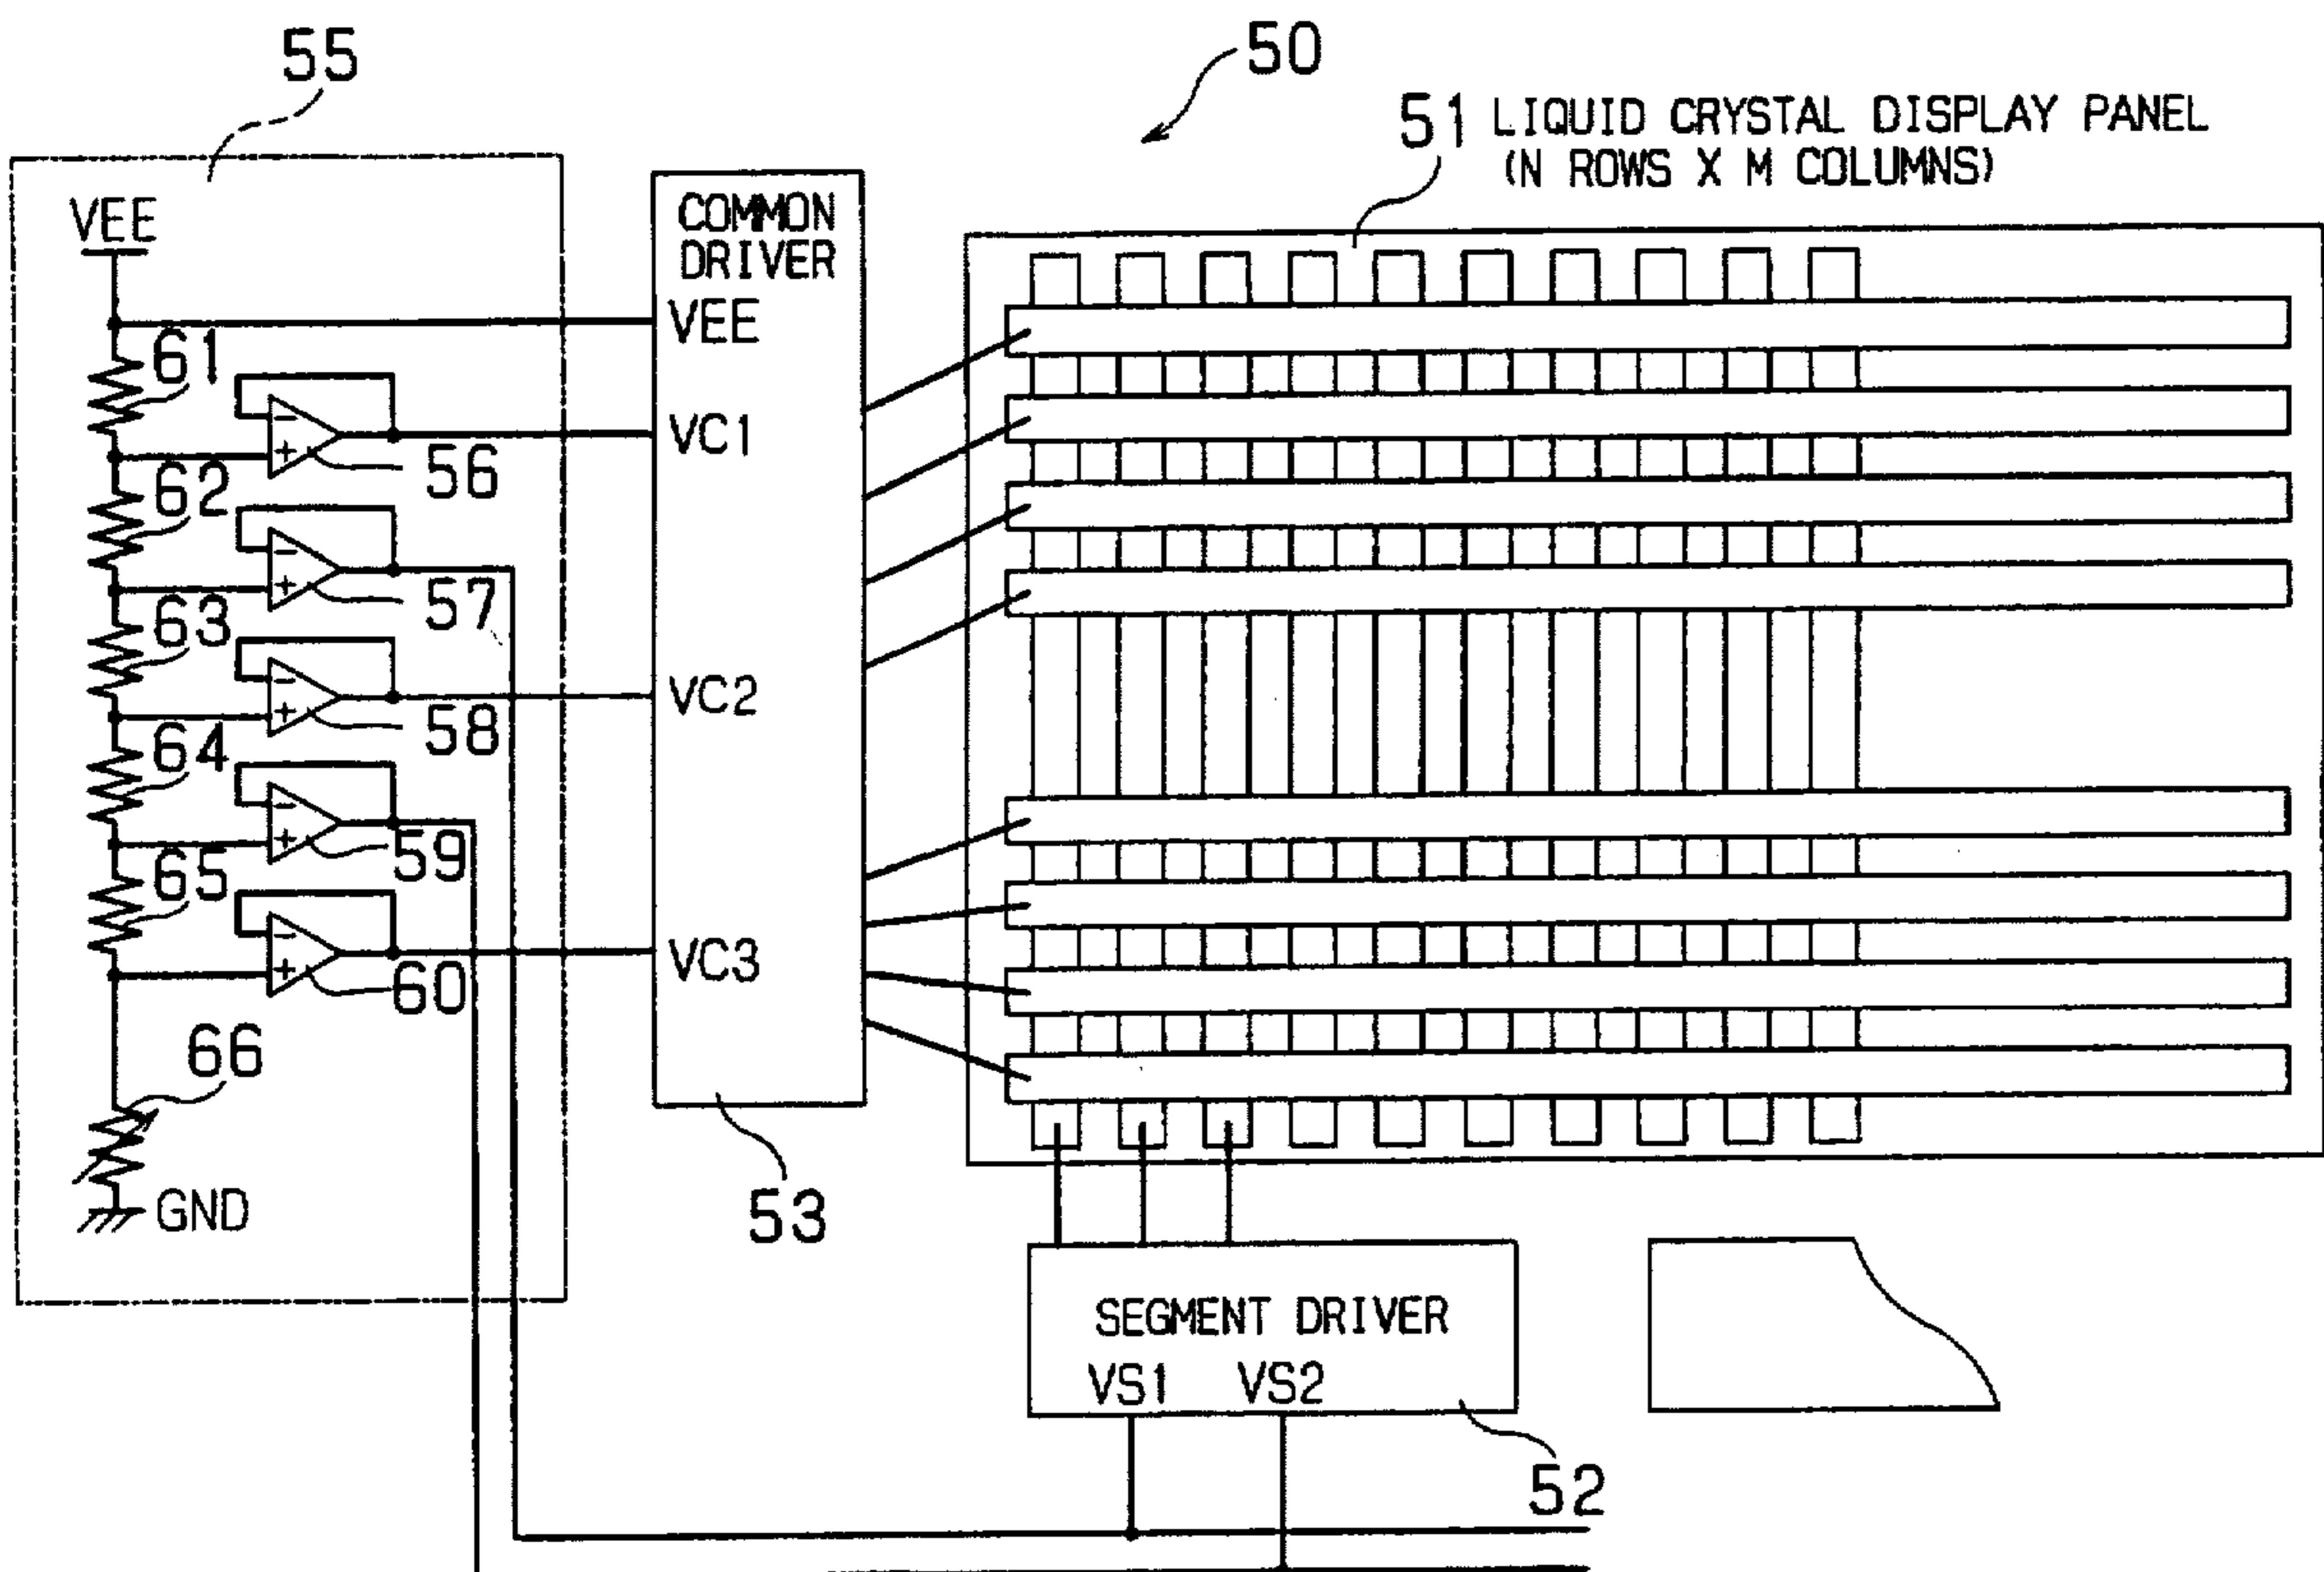 55
50
51 LIQUID CRYSTAL DISPLAY PANEL
(N ROWS X M COLUMNS)
VEE
COMMON
DRIVER
VEE
61
- +
56
VC1
62
- +
57
63
- +
58
VC2
64
- +
59
65
- +
60
VC3
66
GND
53
SEGMENT DRIVER
VS1 VS2
52